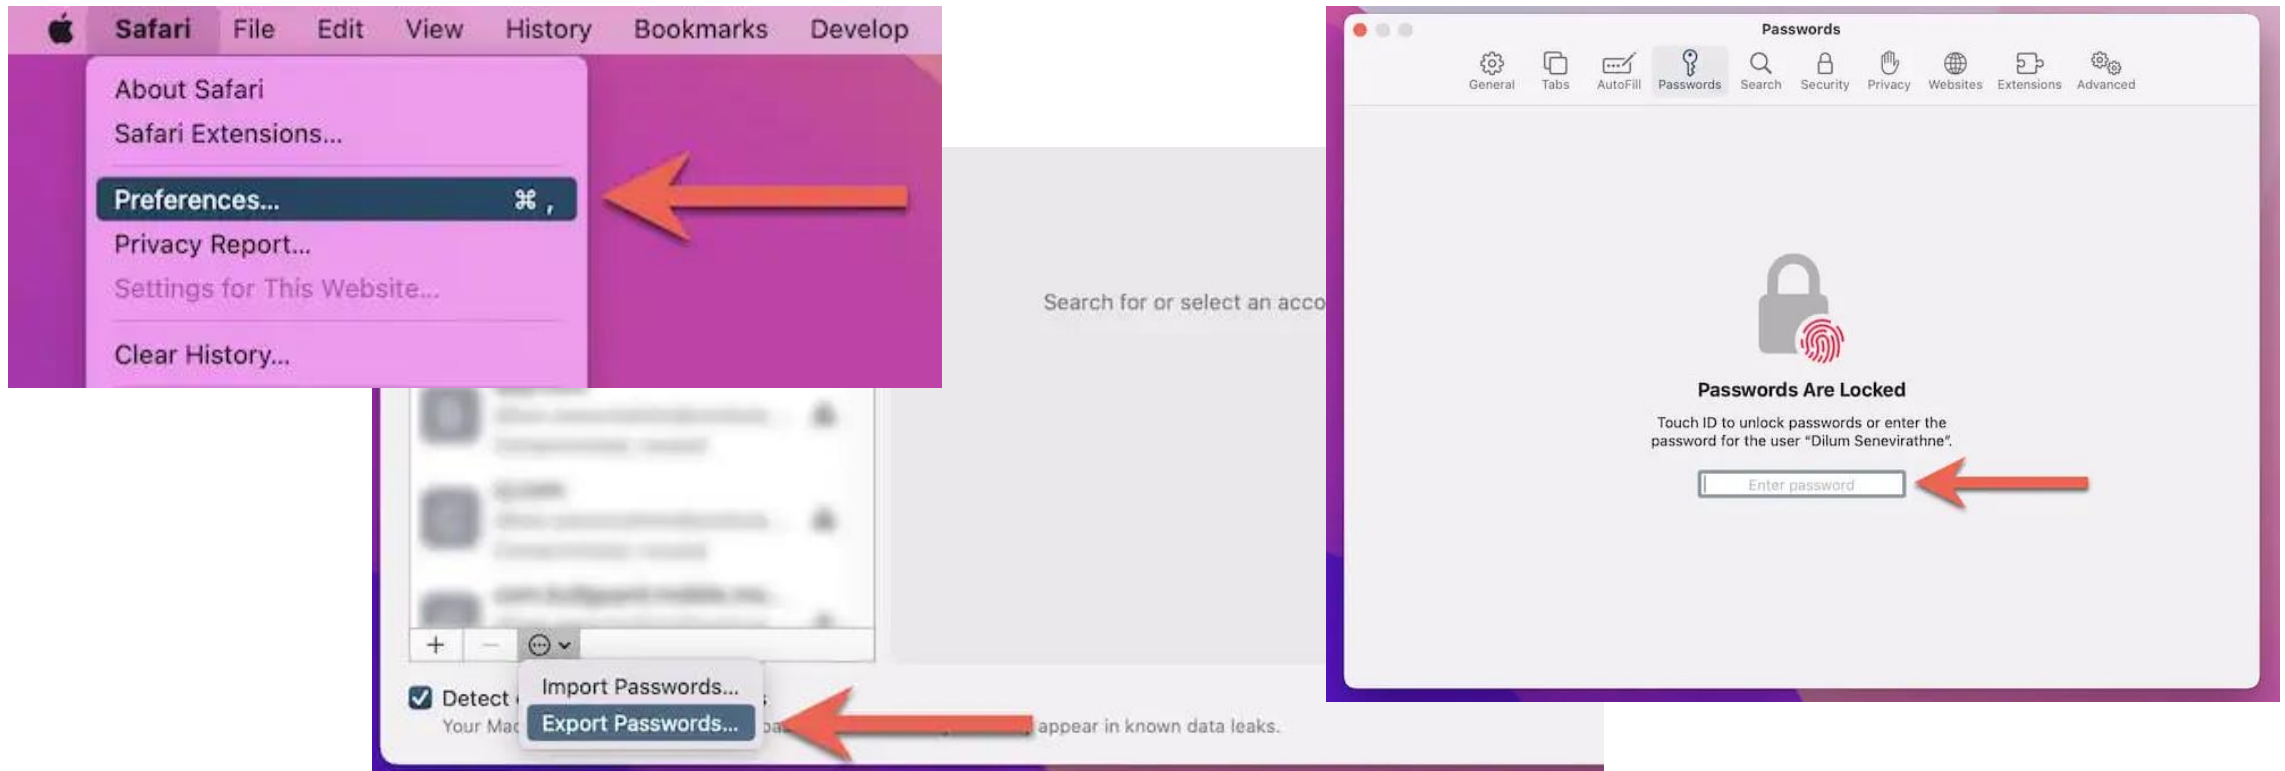 Safari File Edit View History Bookmarks Develop
About Safari
Safari Extensions...
Preferences... ⌘ ,
Privacy Report...
Settings for This Website...
Clear History...
Search for or select an acco
Import Passwords...
Detect
Export Passwords...
Your Mac appear in known data leaks.
Passwords
General Tabs AutoFill Passwords Search Security Privacy Websites Extensions Advanced
Passwords Are Locked
Touch ID to unlock passwords or enter the
password for the user “Dilum Senevirathne”.
Enter password